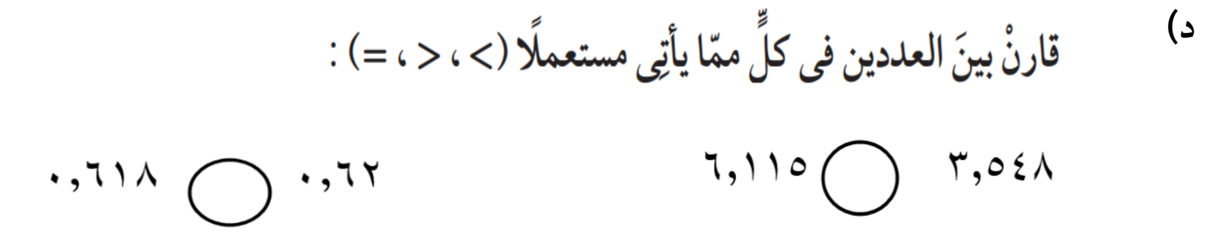 د)
قارنْ بينَ العددين فى كلٍّ ممّا يأتِى مستعملًا (> ، < ، =) :
٣,٥٤٨ ◯ ٦,١١٥
٠,٦٢ ◯ ٠,٦١٨